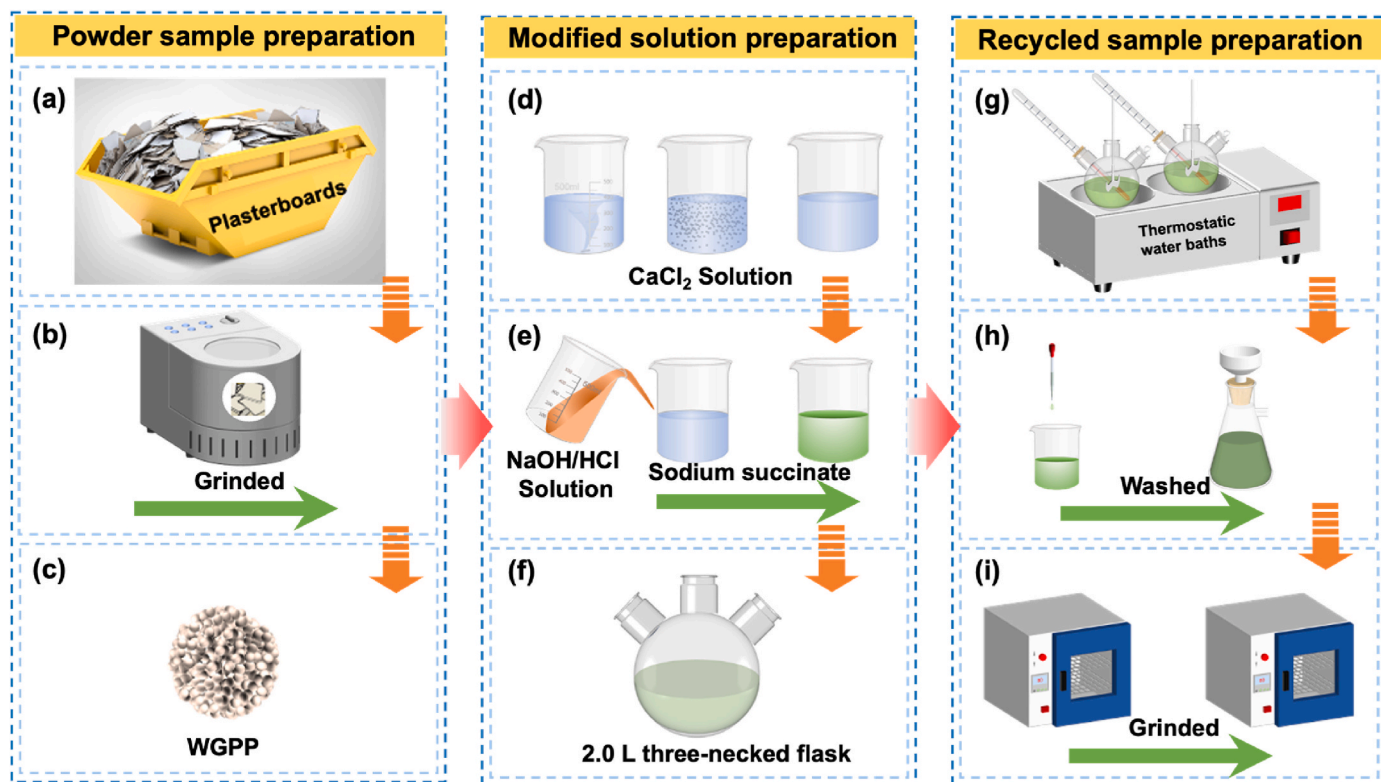 Powder sample preparation
(a)
Plasterboards
(b)
Grinded
(c)
WGPP
Modified solution preparation
(d)
500ml
CaCl₂ Solution
(e)
NaOH/HCl
Solution
Sodium succinate
(f)
2.0 L three-necked flask
Recycled sample preparation
(g)
Thermostatic
water baths
(h)
Washed
(i)
Grinded